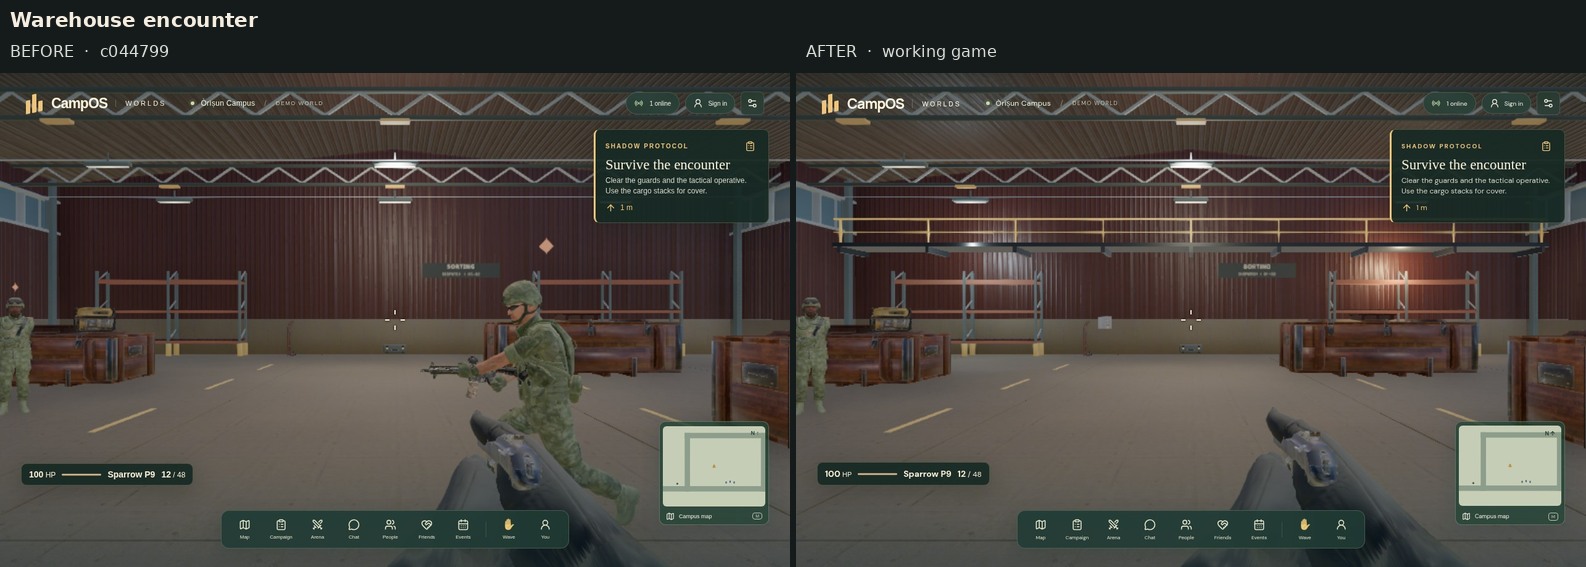 Warehouse encounter
BEFORE · c044799
AFTER · working game
CampOS | WORLDS Orisun Campus / DEMO WORLD
1 online
Sign in
SHADOW PROTOCOL
Survive the encounter
Clear the guards and the tactical operative.
Use the cargo stacks for cover.
1 m
SORTING
100 HP Sparrow P9 12 / 48
N
Campus map M
Map Campaign Arena Chat People Friends Events Wave You
CampOS | WORLDS Orisun Campus / DEMO WORLD
1 online
Sign in
SHADOW PROTOCOL
Survive the encounter
Clear the guards and the tactical operative.
Use the cargo stacks for cover.
1 m
SORTING
100 HP Sparrow P9 12 / 48
N
Campus map M
Map Campaign Arena Chat People Friends Events Wave You